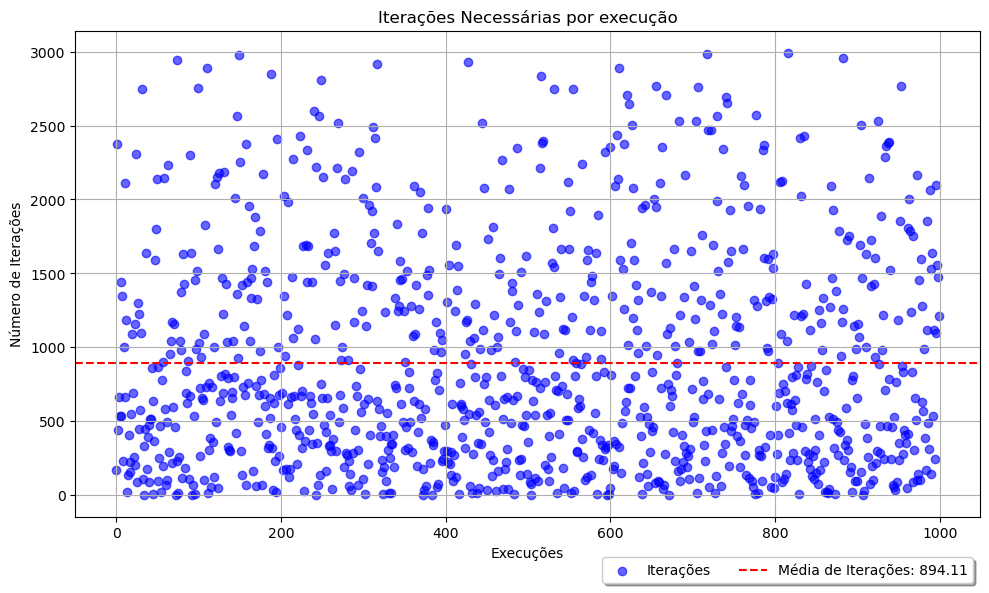 Iterações Necessárias por execução
Número de Iterações
3000
2500
2000
1500
1000
500
0
0 200 400 600 800 1000
Execuções
Iterações Média de Iterações: 894.11